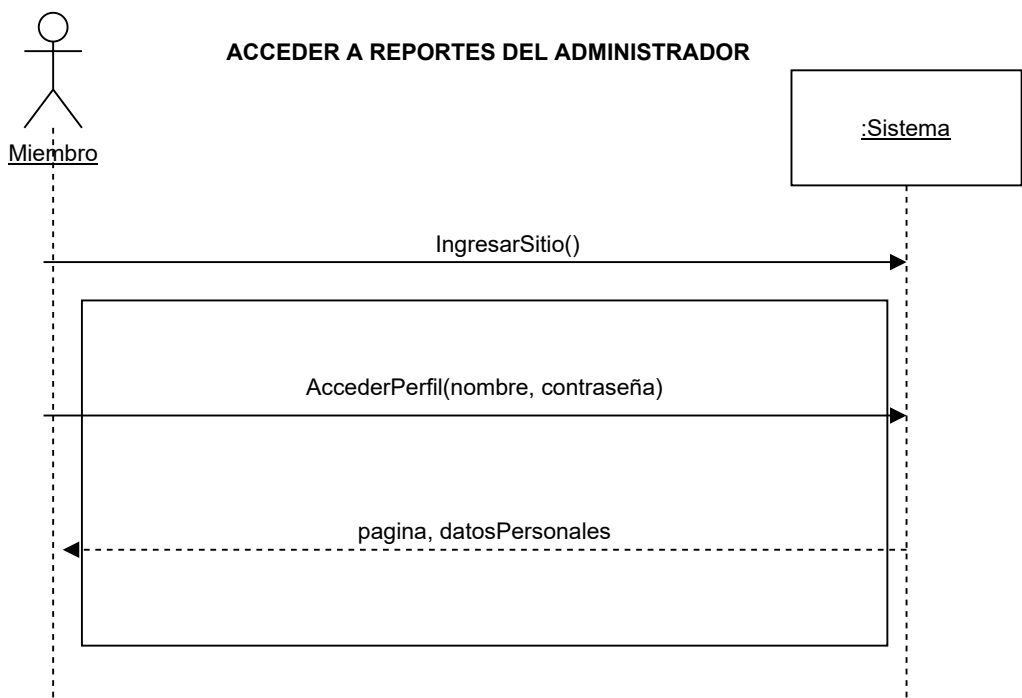 ACCEDER A REPORTES DEL ADMINISTRADOR
:Sistema
Miembro
IngresarSitio()
AccederPerfil(nombre, contraseña)
pagina, datosPersonales